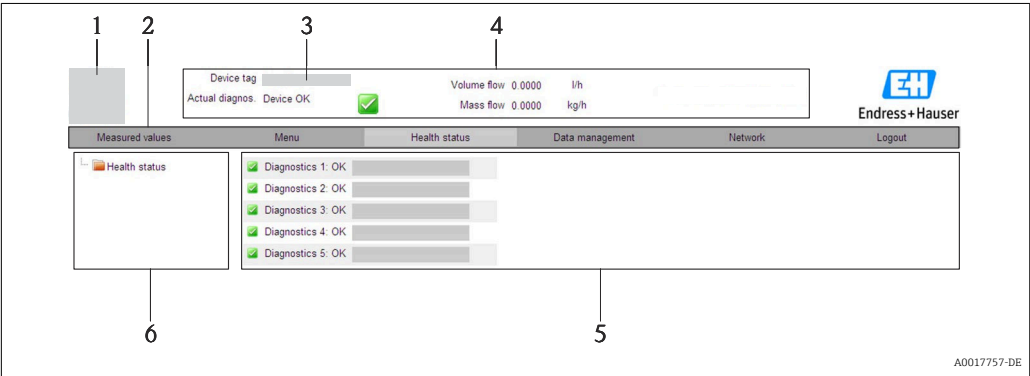 1 2 3 4
Device tag
Volume flow 0.0000 l/h
Actual diagnos. Device OK
Mass flow 0.0000 kg/h
EH
Endress+Hauser
Measured values Menu Health status Data management Network Logout
Health status
Diagnostics 1: OK
Diagnostics 2: OK
Diagnostics 3: OK
Diagnostics 4: OK
Diagnostics 5: OK
6 5
A0017757-DE